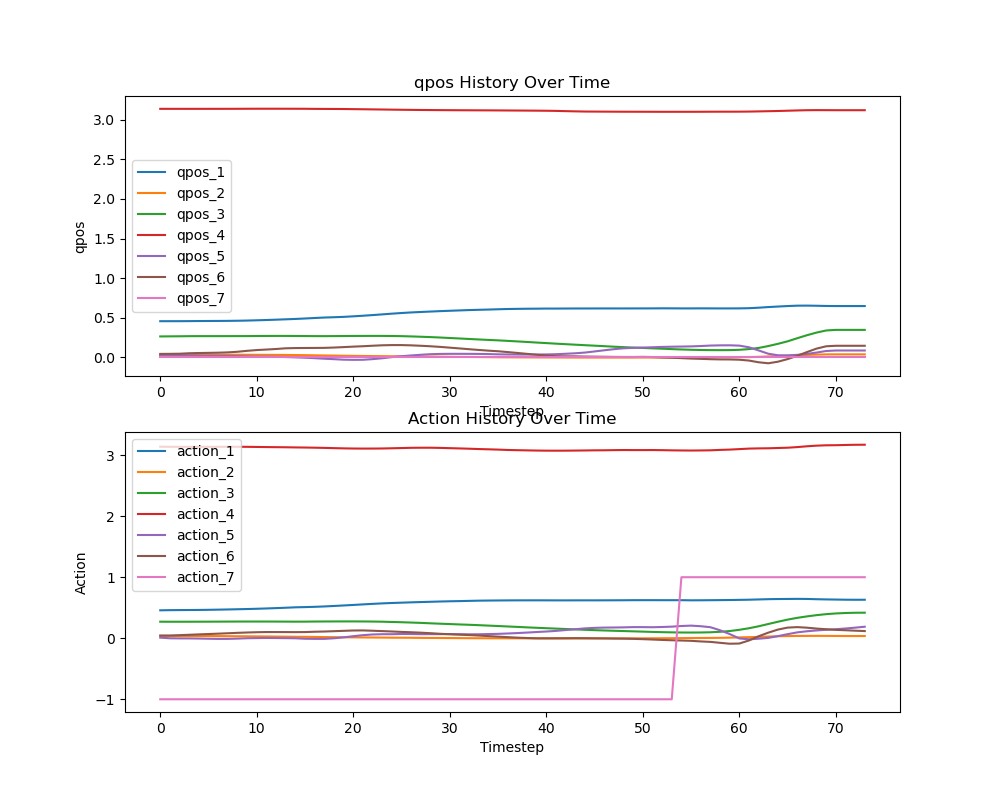 qpos History Over Time
3.0
2.5
2.0
1.5
1.0
0.5
0.0
qpos
qpos_1
qpos_2
qpos_3
qpos_4
qpos_5
qpos_6
qpos_7
0 10 20 30 40 50 60 70
Timestep
Action History Over Time
3
2
1
0
−1
Action
action_1
action_2
action_3
action_4
action_5
action_6
action_7
0 10 20 30 40 50 60 70
Timestep